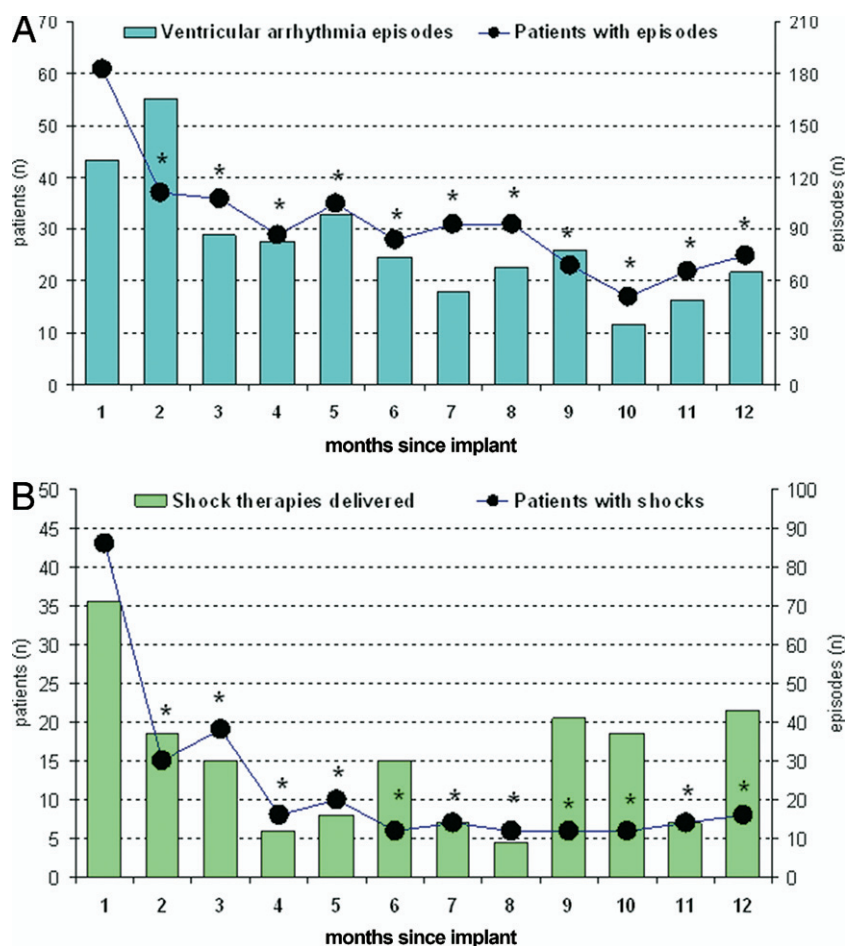 A
Ventricular arrhythmia episodes Patients with episodes
70 210
60 180
50 150
40 120
30 90
20 60
10 30
0 0
patients (n)
episodes (n)
* * * * * * * * * * *
1 2 3 4 5 6 7 8 9 10 11 12
months since implant
B
Shock therapies delivered Patients with shocks
50 100
45 90
40 80
35 70
30 60
25 50
20 40
15 30
10 20
5 10
0 0
patients (n)
episodes (n)
* * * * * * * * * * *
1 2 3 4 5 6 7 8 9 10 11 12
months since implant